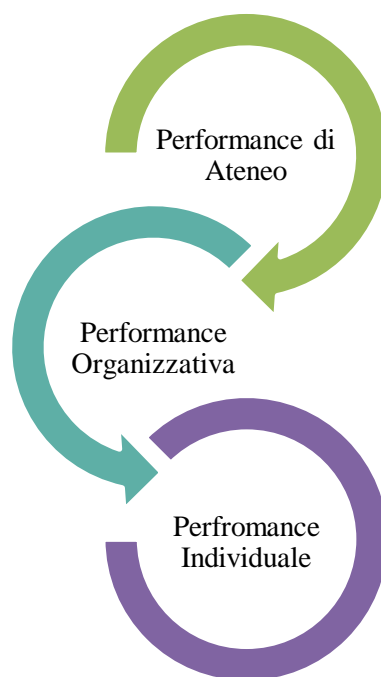 Performance di
Ateneo
Performance
Organizzativa
Perfromance
Individuale